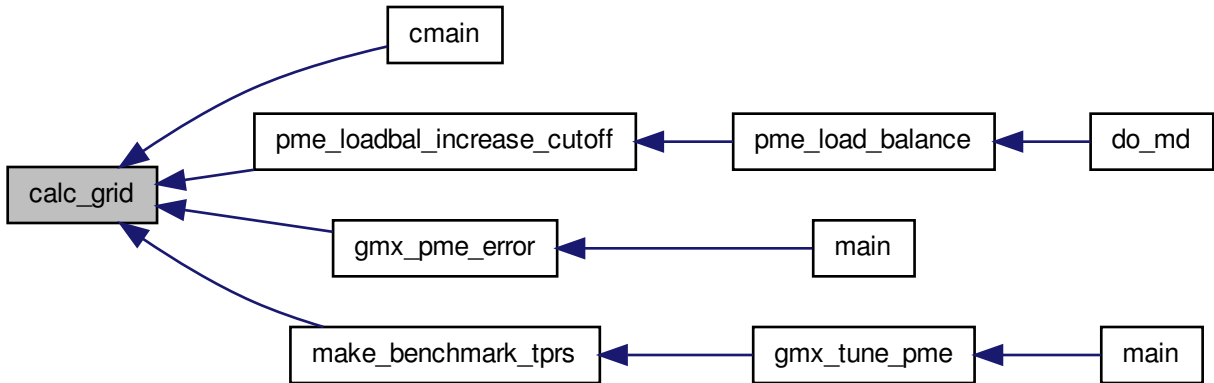 cmain
pme_loadbal_increase_cutoff
pme_load_balance
do_md
calc_grid
gmx_pme_error
main
make_benchmark_tprs
gmx_tune_pme
main